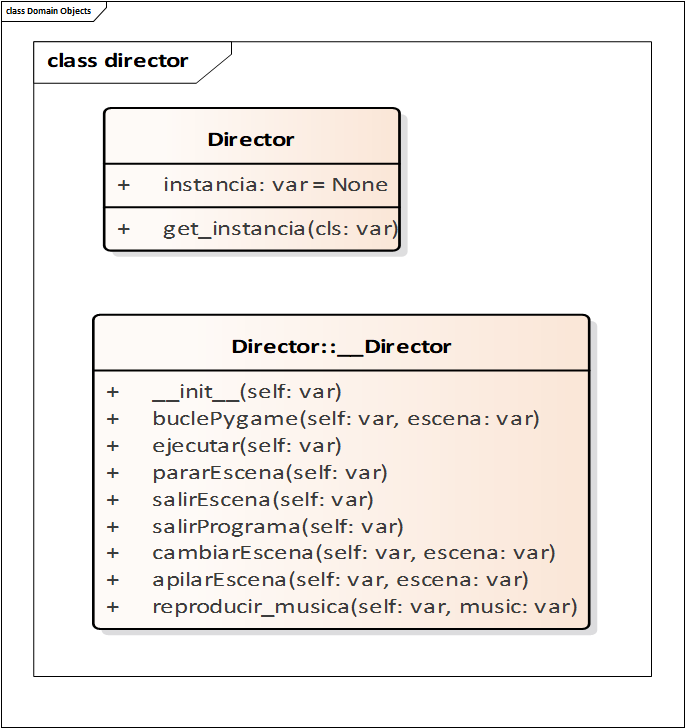 class Domain Objects
class director
Director
+ instancia: var = None
+ get_instancia(cls: var)
Director::__Director
+ __init__(self: var)
+ buclePygame(self: var, escena: var)
+ ejecutar(self: var)
+ pararEscena(self: var)
+ salirEscena(self: var)
+ salirPrograma(self: var)
+ cambiarEscena(self: var, escena: var)
+ apilarEscena(self: var, escena: var)
+ reproducir_musica(self: var, music: var)